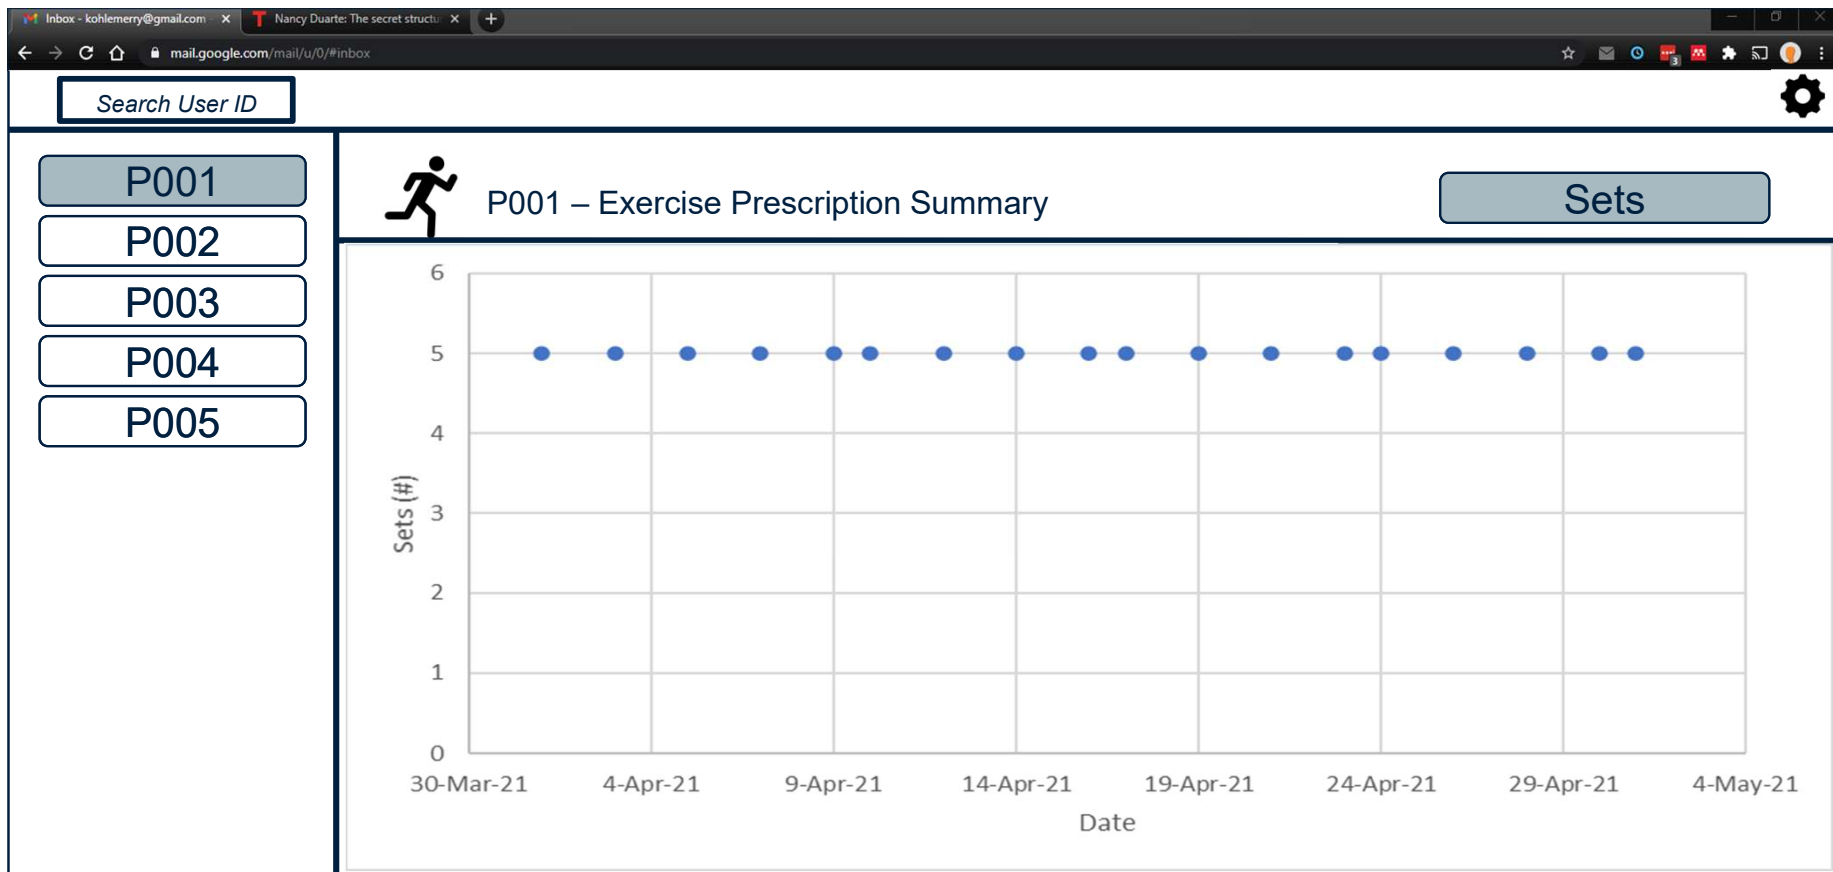 Inbox - kohlemerry@gmail.com -
Nancy Duarte: The secret structu
mail.google.com/mail/u/0/#inbox
3
Search User ID
P001
P002
P003
P004
P005
P001 – Exercise Prescription Summary
Sets
6
5
4
3
2
1
0
Sets (#)
30-Mar-21 4-Apr-21 9-Apr-21 14-Apr-21 19-Apr-21 24-Apr-21 29-Apr-21 4-May-21
Date